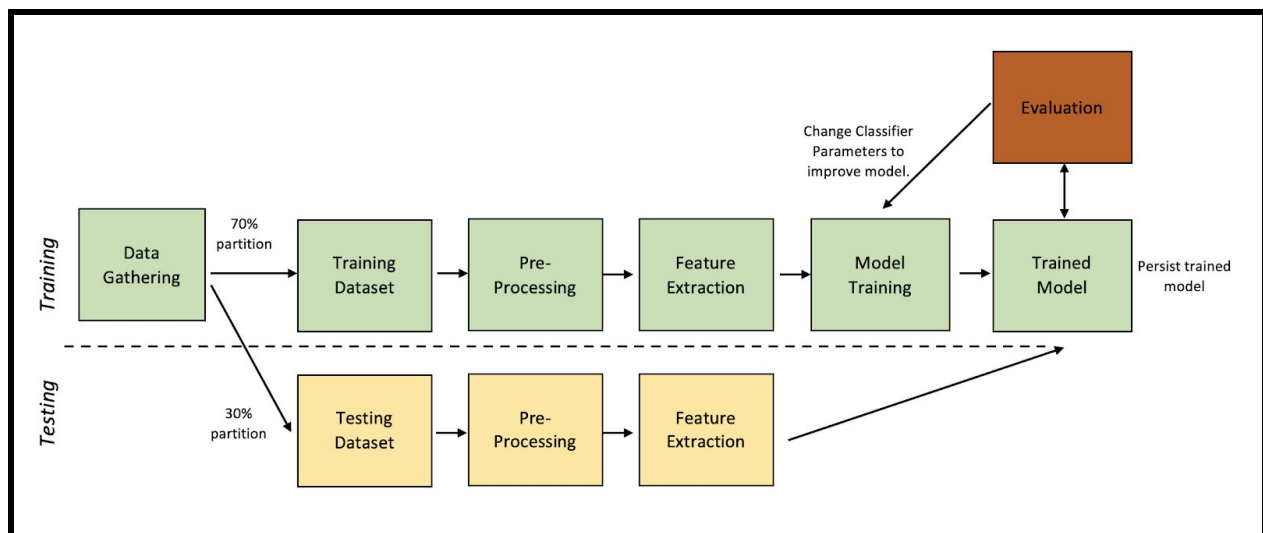 Evaluation
Change Classifier
Parameters to
improve model.
Training
Data
Gathering
70%
partition
Training
Dataset
Pre-
Processing
Feature
Extraction
Model
Training
Trained
Model
Persist trained
model
Testing
30%
partition
Testing
Dataset
Pre-
Processing
Feature
Extraction